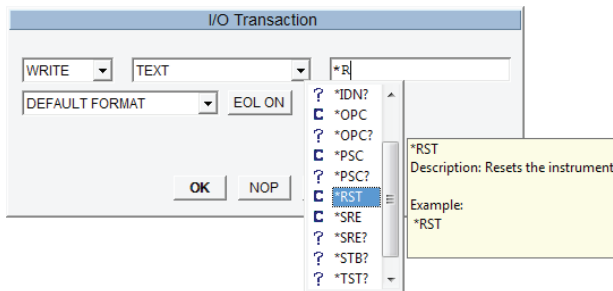 I/O Transaction
WRITE TEXT *R
DEFAULT FORMAT EOL ON
? *IDN?
C *OPC
? *OPC?
C *PSC
? *PSC?
C *RST
C *SRE
? *SRE?
? *STB?
? *TST?
*RST
Description: Resets the instrument
Example:
*RST
OK NOP